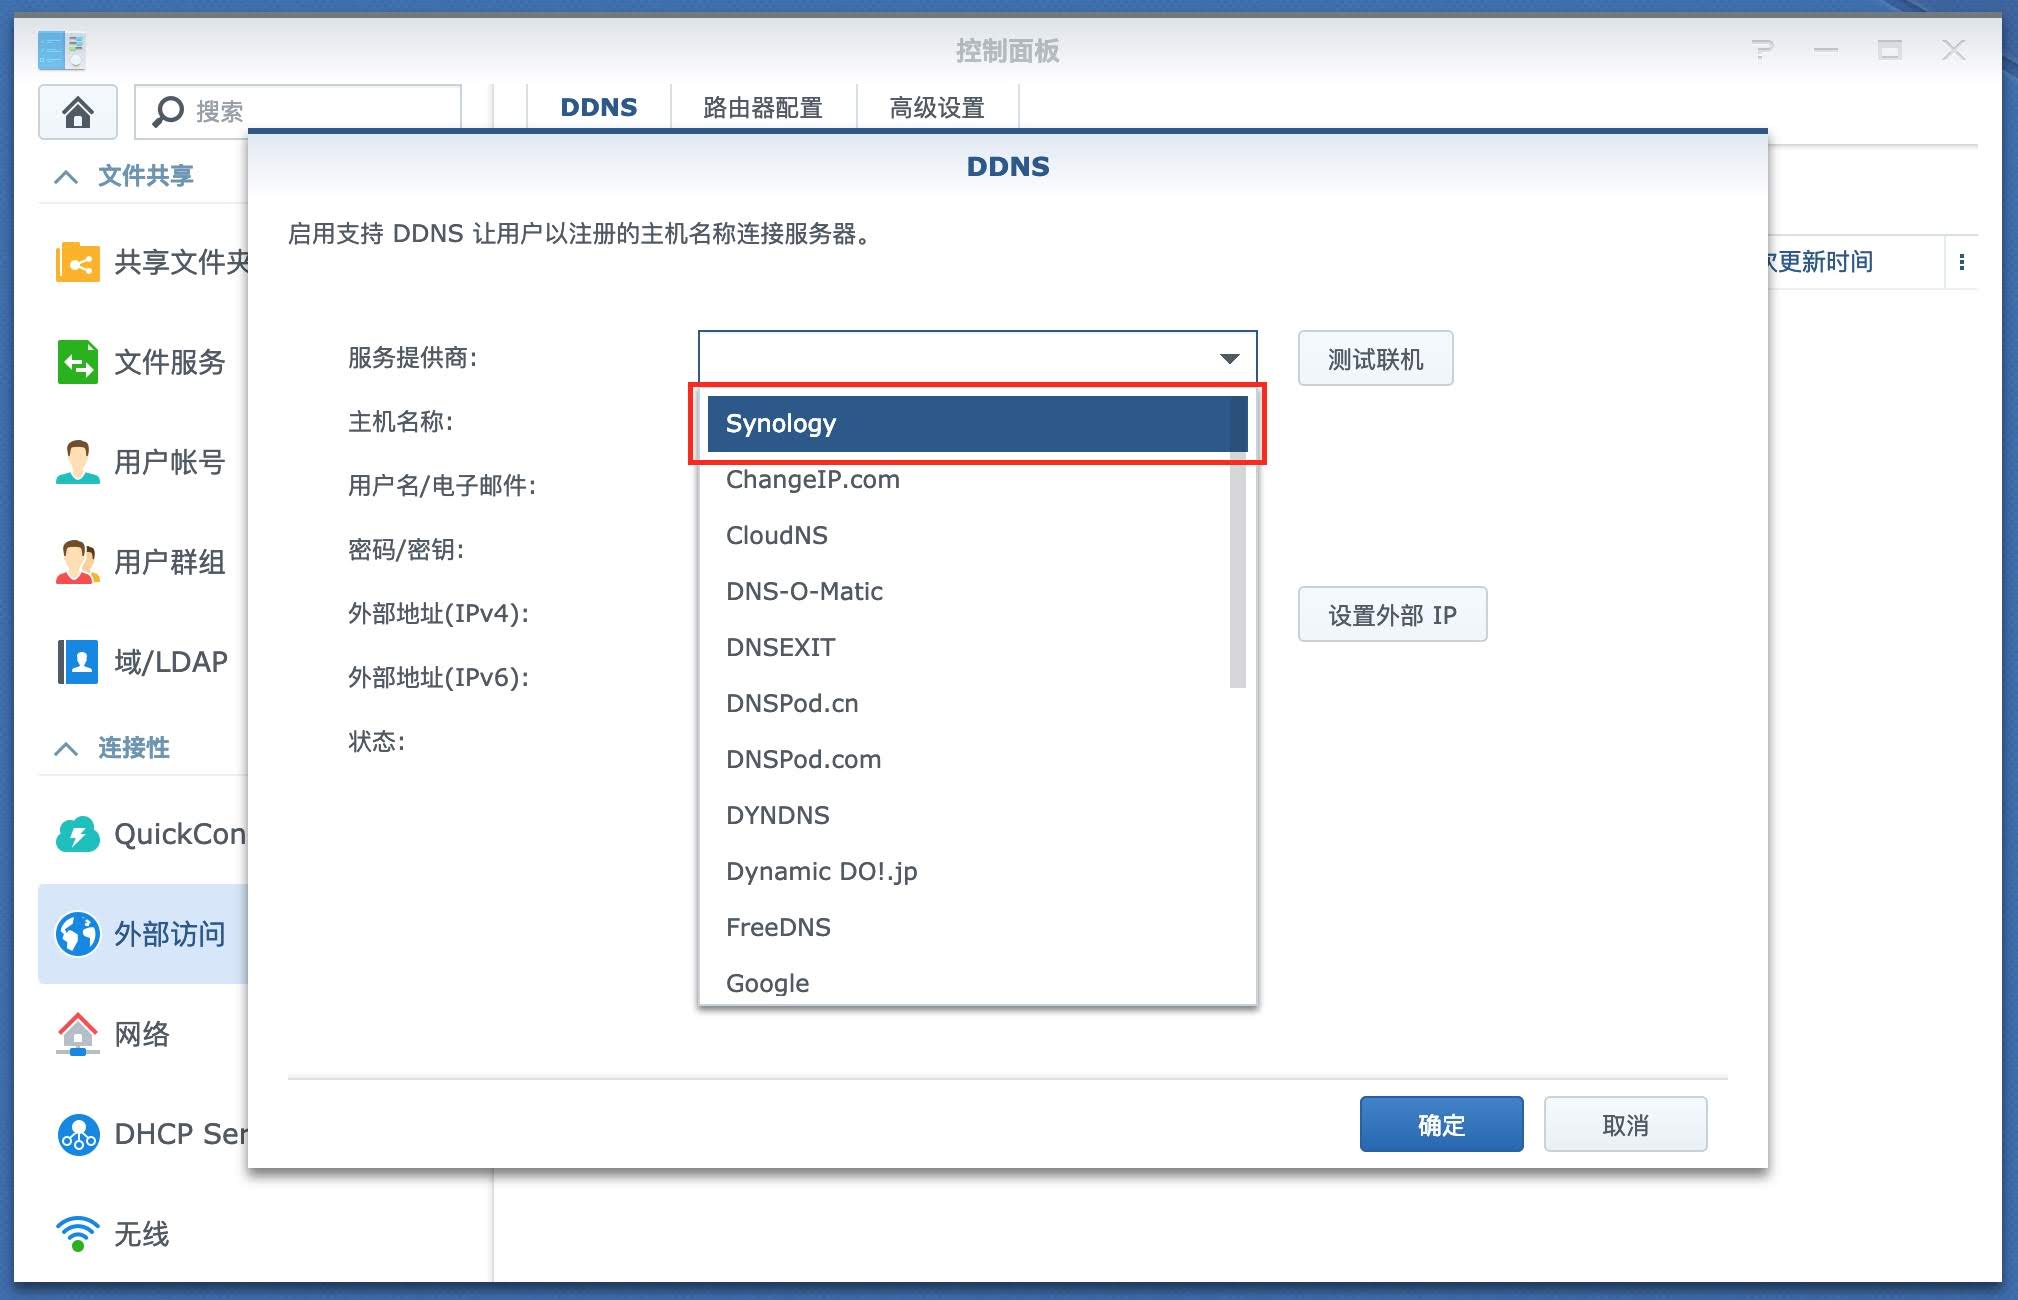 控制面板
搜索
DDNS
路由器配置
高级设置
文件共享
共享文件夹
文件服务
用户帐号
用户群组
域/LDAP
连接性
QuickCon
外部访问
网络
DHCP Ser
无线
次更新时间
DDNS
启用支持 DDNS 让用户以注册的主机名称连接服务器。
服务提供商:
测试联机
主机名称:
用户名/电子邮件:
密码/密钥:
外部地址(IPv4):
设置外部 IP
外部地址(IPv6):
状态:
Synology
ChangeIP.com
CloudNS
DNS-O-Matic
DNSEXIT
DNSPod.cn
DNSPod.com
DYNDNS
Dynamic DO!.jp
FreeDNS
Google
确定
取消